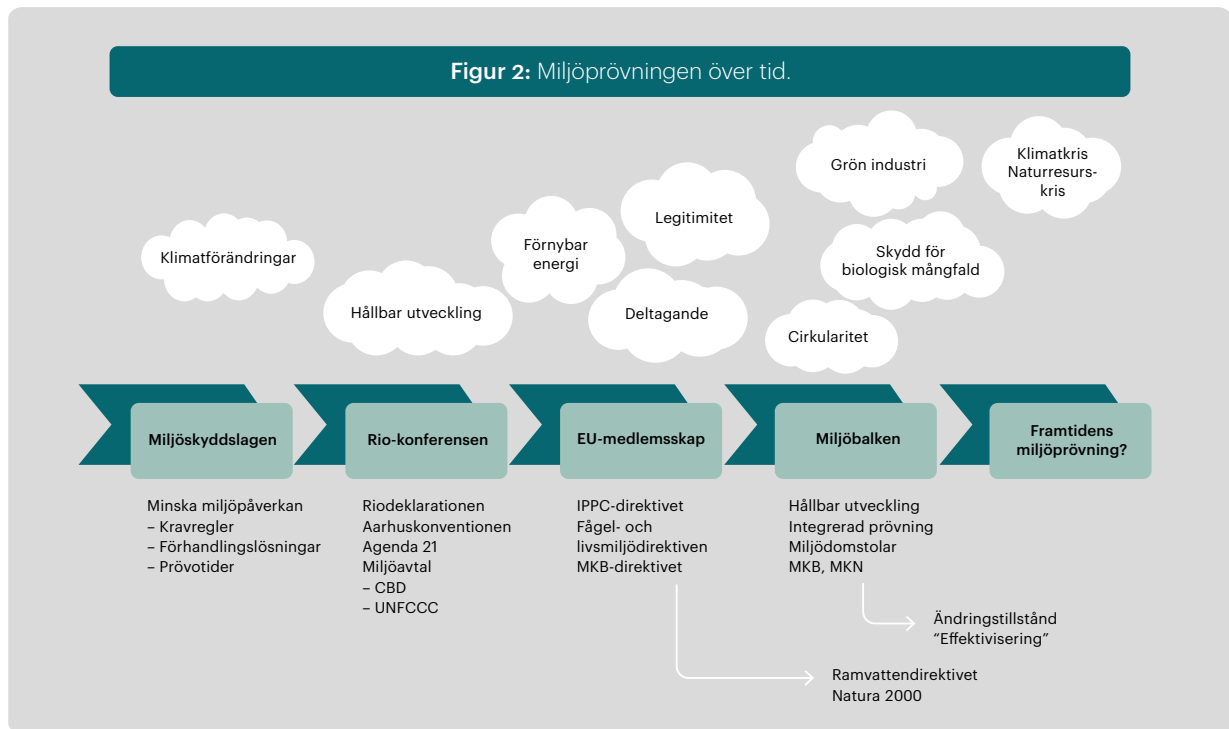 Figur 2: Miljöprövningen över tid.
Klimatförändringar
Hållbar utveckling
Förnybar
energi
Legitimitet
Deltagande
Grön industri
Skydd för
biologisk mångfald
Cirkularitet
Klimatkris
Naturresurs-
kris
Miljöskyddslagen
Rio-konferensen
EU-medlemsskap
Miljöbalken
Framtidens
miljöprövning?
Minska miljöpåverkan
– Kravregler
– Förhandlingslösningar
– Prövotider
Riodeklarationen
Aarhuskonventionen
Agenda 21
Miljöavtal
– CBD
– UNFCCC
IPPC-direktivet
Fågel- och
livsmiljödirektiven
MKB-direktivet
Hållbar utveckling
Integrerad prövning
Miljödomstolar
MKB, MKN
Ändringstillstånd
”Effektivisering”
Ramvattendirektivet
Natura 2000